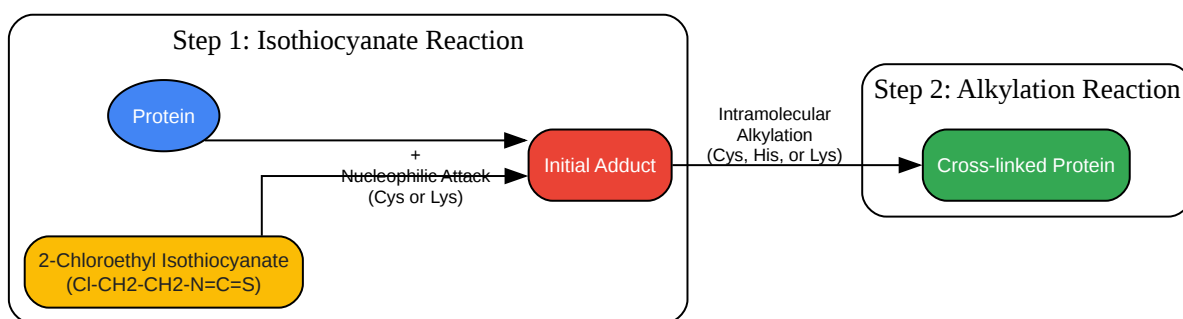 Step 1: Isothiocyanate Reaction
Protein
+
Nucleophilic Attack
(Cys or Lys)
2-Chloroethyl Isothiocyanate
(Cl-CH2-CH2-N=C=S)
Initial Adduct
Intramolecular
Alkylation
(Cys, His, or Lys)
Step 2: Alkylation Reaction
Cross-linked Protein